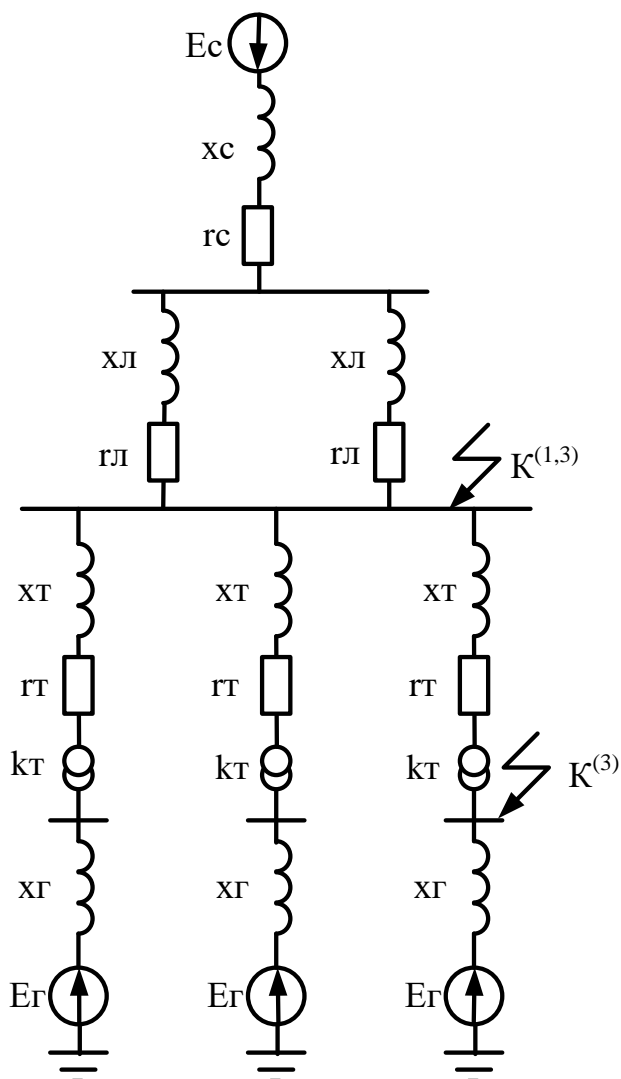 Ec
xc
rc
xл xл
rл rл
К(1,3)
xт xт xт
rт rт rт
kт kт kт
К(3)
xг xг xг
Eг Eг Eг